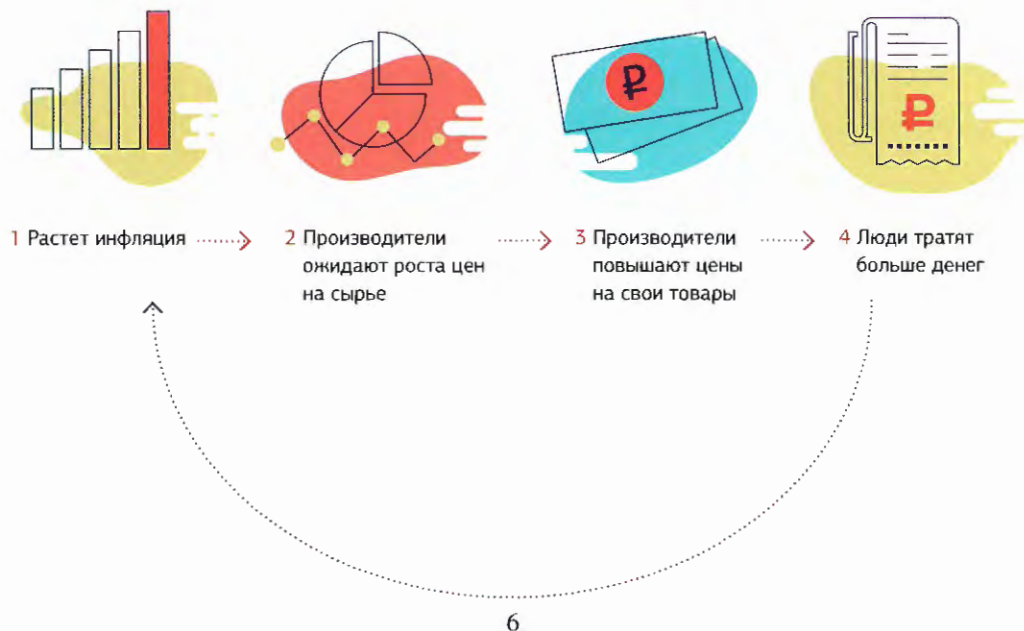 ₽
₽
1 Растет инфляция
2 Производители
ожидают роста цен
на сырье
3 Производители
повышают цены
на свои товары
4 Люди тратят
больше денег
6